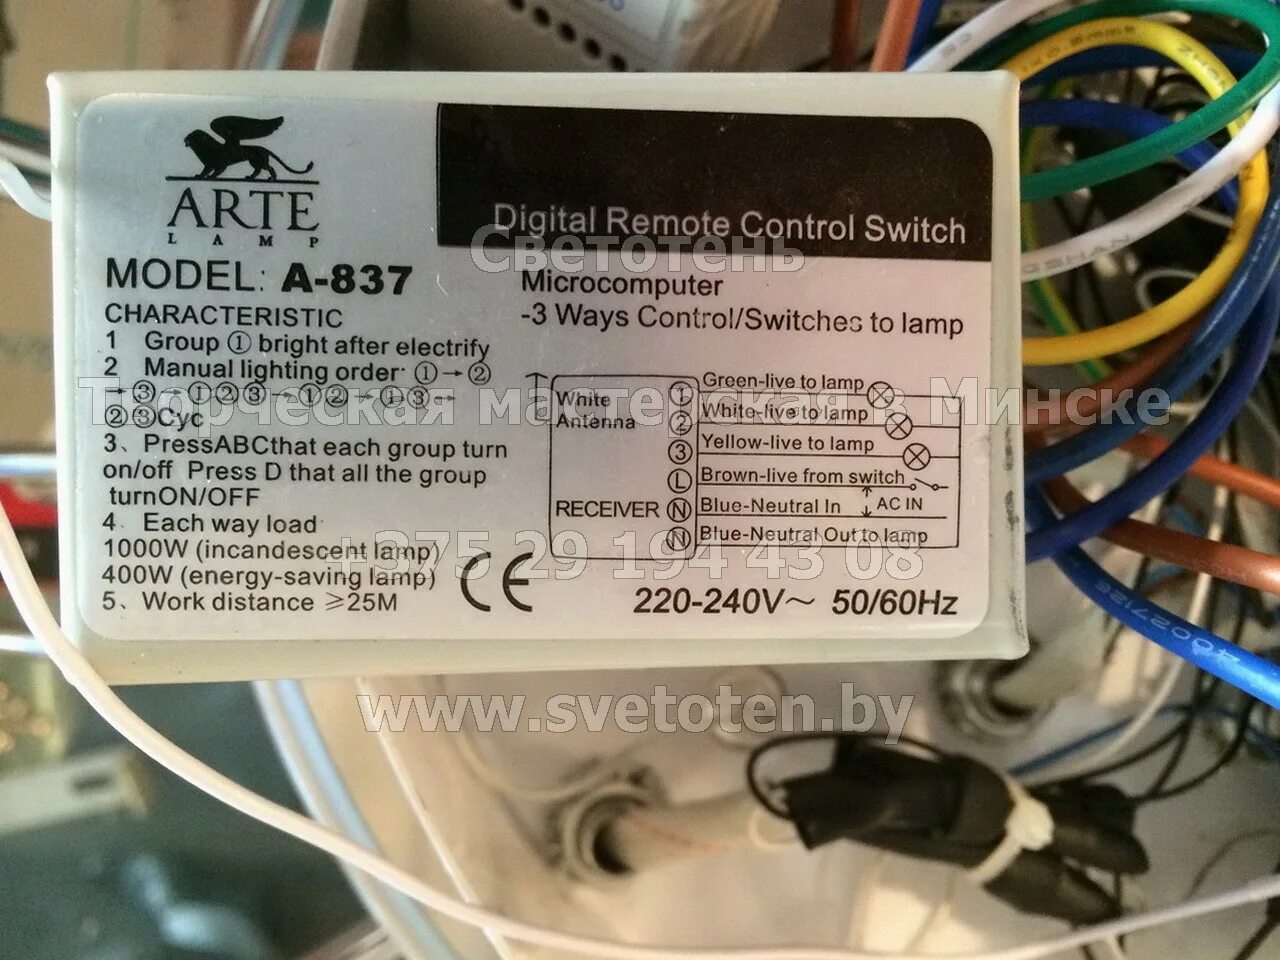 ARTE
LAMP
MODEL: A-837
CHARACTERISTIC
1 Group ① bright after electrify
2 Manual lighting order: ①→②
→③→①②③→①②→①③→
②③Cyc
3、PressABCthat each group turn
on/off Press D that all the group
turnON/OFF
4、Each way load
1000W (incandescent lamp)
400W (energy-saving lamp)
5、Work distance ≥25M
CE
Digital Remote Control Switch
Microcomputer
-3 Ways Control/Switches to lamp
White
Antenna
RECEIVER
① Green-live to lamp
② White-live to lamp
③ Yellow-live to lamp
Ⓛ Brown-live from switch
Ⓝ Blue-Neutral In
AC IN
Ⓝ Blue-Neutral Out to lamp
220-240V~ 50/60Hz
Светотень
Творческая мастерская в Минске
+375 29 194 43 08
www.svetoten.by
40027126